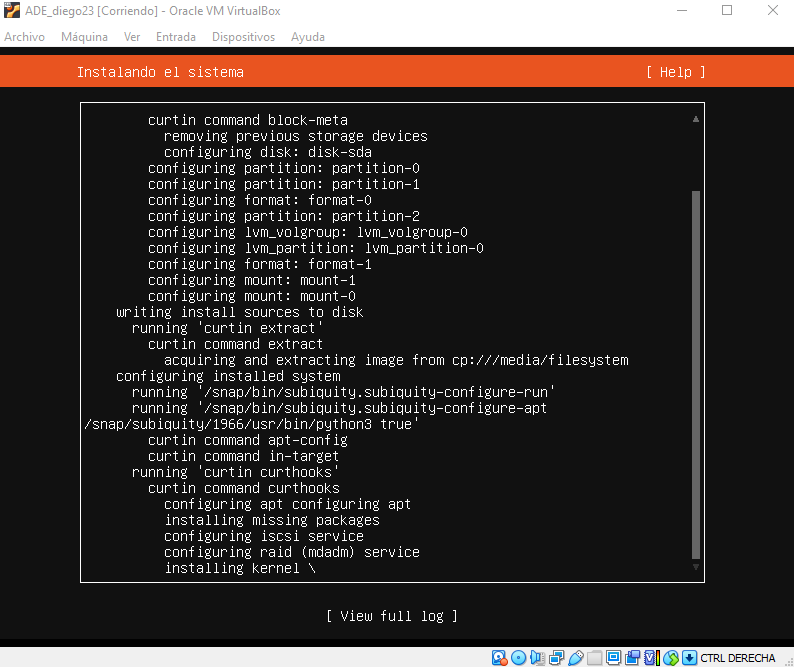 ADE_diego23 [Corriendo] - Oracle VM VirtualBox
Archivo Máquina Ver Entrada Dispositivos Ayuda
Instalando el sistema [ Help ]
curtin command block-meta
removing previous storage devices
configuring disk: disk-sda
configuring partition: partition-0
configuring partition: partition-1
configuring format: format-0
configuring partition: partition-2
configuring lvm_volgroup: lvm_volgroup-0
configuring lvm_partition: lvm_partition-0
configuring format: format-1
configuring mount: mount-1
configuring mount: mount-0
writing install sources to disk
running 'curtin extract'
curtin command extract
acquiring and extracting image from cp:///media/filesystem
configuring installed system
running '/snap/bin/subiquity.subiquity-configure-run'
running '/snap/bin/subiquity.subiquity-configure-apt
/snap/subiquity/1966/usr/bin/python3 true'
curtin command apt-config
curtin command in-target
running 'curtin curthooks'
curtin command curthooks
configuring apt configuring apt
installing missing packages
configuring iscsi service
configuring raid (mdadm) service
installing kernel \
[ View full log ]
CTRL DERECHA